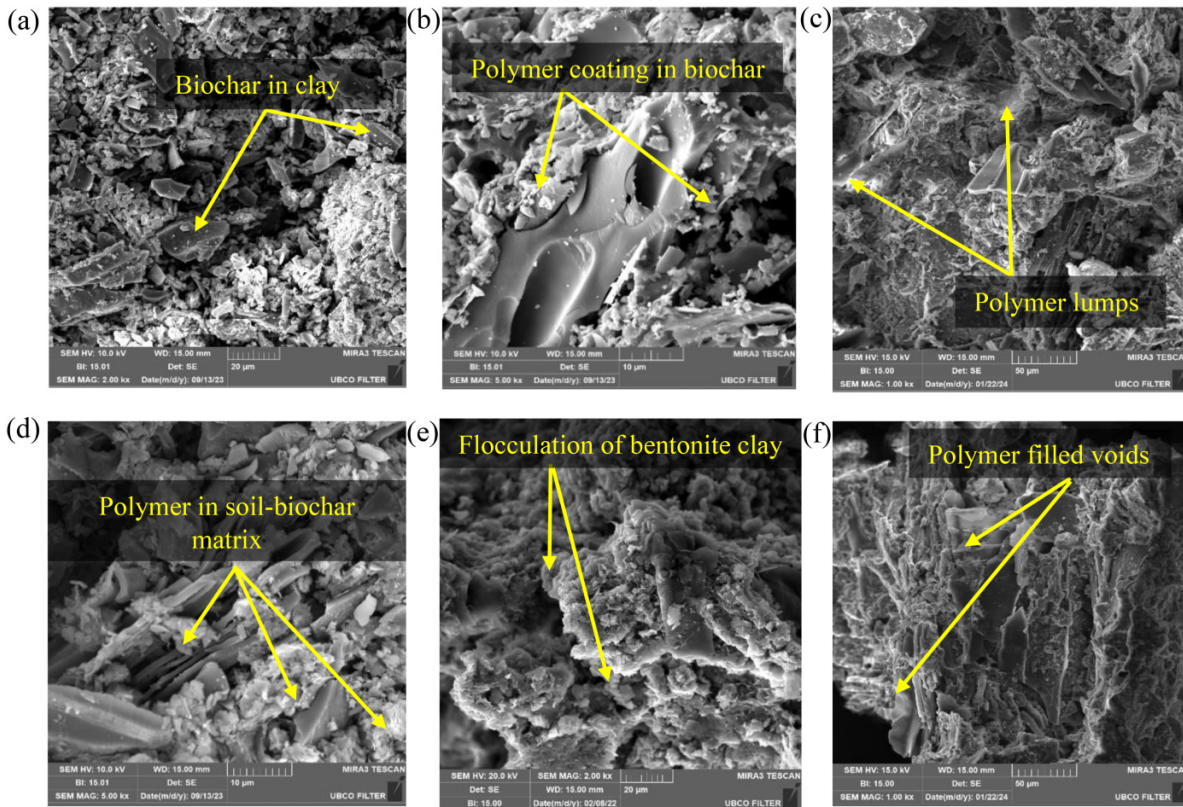 (a)
Biochar in clay
SEM HV: 10.0 kV WD: 15.00 mm
BI: 15.01 Det: SE 20 µm
SEM MAG: 2.00 kx Date(m/d/y): 09/13/23
MIRA3 TESCAN
UBCO FiLTER
(b)
Polymer coating in biochar
SEM HV: 10.0 kV WD: 15.00 mm
BI: 15.01 Det: SE 10 µm
SEM MAG: 5.00 kx Date(m/d/y): 09/13/23
MIRA3 TESCAN
UBCO FiLTER
(c)
Polymer lumps
SEM HV: 15.0 kV WD: 15.00 mm
BI: 15.00 Det: SE 50 µm
SEM MAG: 1.00 kx Date(m/d/y): 01/22/24
MIRA3 TESCAN
UBCO FiLTER
(d)
Polymer in soil-biochar
matrix
SEM HV: 10.0 kV WD: 15.00 mm
BI: 15.01 Det: SE 10 µm
SEM MAG: 5.00 kx Date(m/d/y): 09/13/23
MIRA3 TESCAN
UBCO FiLTER
(e)
Flocculation of bentonite clay
SEM HV: 20.0 kV SEM MAG: 2.00 kx
Det: SE WD: 15.00 mm 20 µm
BI: 15.00 Date(m/d/y): 02/08/22
MIRA3 TESCAN
UBCO FiLTER
(f)
Polymer filled voids
SEM HV: 15.0 kV WD: 15.00 mm
BI: 15.00 Det: SE 50 µm
SEM MAG: 1.00 kx Date(m/d/y): 01/22/24
MIRA3 TESCAN
UBCO FiLTER